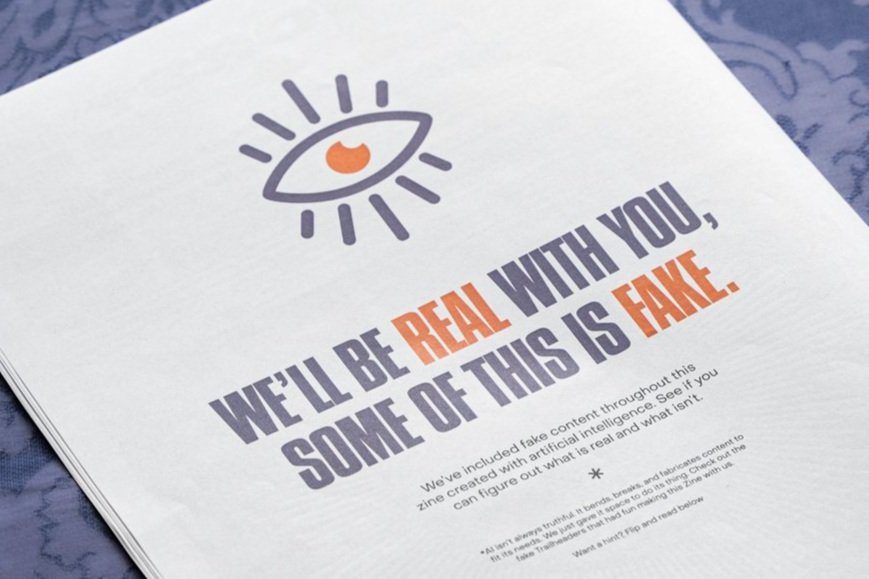 WE'LL BE REAL WITH YOU,
SOME OF THIS IS FAKE.
We've included fake content throughout this
zine created with artificial intelligence. See if you
can figure out what is real and what isn't.
*
*AI isn't always truthful. It bends, breaks, and fabricates content to
fit its needs. We just gave it space to do its thing. Check out the
fake Trailheaders that had fun making this Zine with us.
Want a hint? Flip and read below